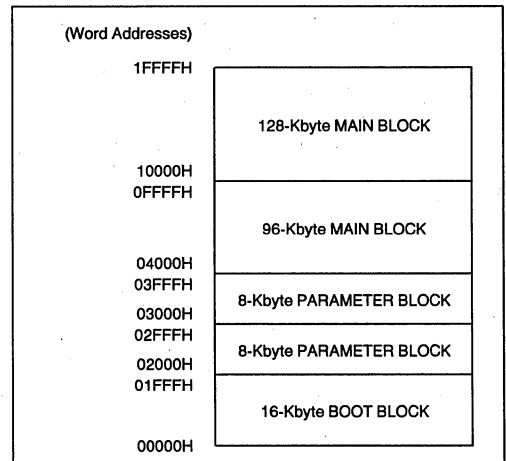 (Word Addresses)
1FFFFH
128-Kbyte MAIN BLOCK
10000H
0FFFFH
96-Kbyte MAIN BLOCK
04000H
03FFFH
8-Kbyte PARAMETER BLOCK
03000H
02FFFH
8-Kbyte PARAMETER BLOCK
02000H
01FFFH
16-Kbyte BOOT BLOCK
00000H